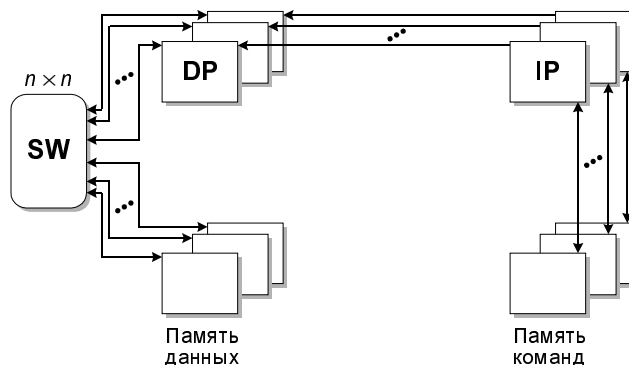 n × n
SW
DP
IP
Память
данных
Память
команд